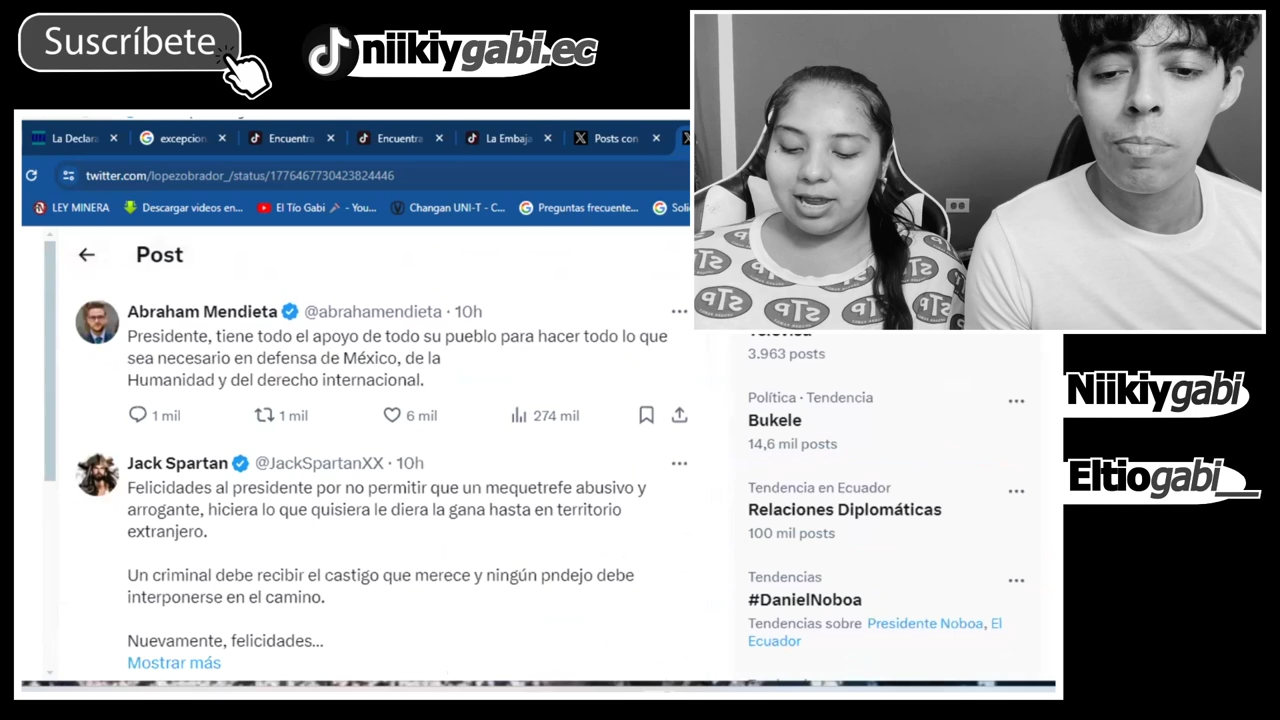 Suscríbete
niikiygabi.ec
La Declara
excepcion
Encuentra
Encuentra
La Embaja
Posts con
twitter.com/lopezobrador_/status/1776467730423824446
LEY MINERA
Descargar videos en...
El Tío Gabi
- You...
Changan UNI-T - C...
Preguntas frecuente...
Soli
Post
Abraham Mendieta @abrahamendieta · 10h
Presidente, tiene todo el apoyo de todo su pueblo para hacer todo lo que
sea necesario en defensa de México, de la
Humanidad y del derecho internacional.
1 mil
1 mil
6 mil
274 mil
Jack Spartan @JackSpartanXX · 10h
Felicidades al presidente por no permitir que un mequetrefe abusivo y
arrogante, hiciera lo que quisiera le diera la gana hasta en territorio
extranjero.
Un criminal debe recibir el castigo que merece y ningún pndejo debe
interponerse en el camino.
Nuevamente, felicidades...
Mostrar más
3.963 posts
Política · Tendencia
Bukele
14,6 mil posts
Tendencia en Ecuador
Relaciones Diplomáticas
100 mil posts
Tendencias
#DanielNoboa
Tendencias sobre Presidente Noboa, El
Ecuador
Niikiygabi
Eltiogabi__